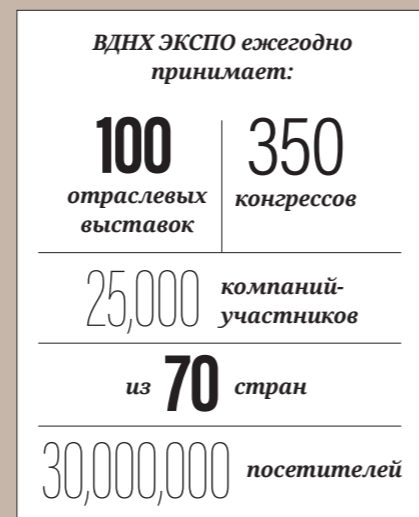 ВДНХ ЭКСПО ежегодно
принимает:
100
отраслевых
выставок
350
конгрессов
25,000 компаний-
участников
из 70 стран
30,000,000 посетителей